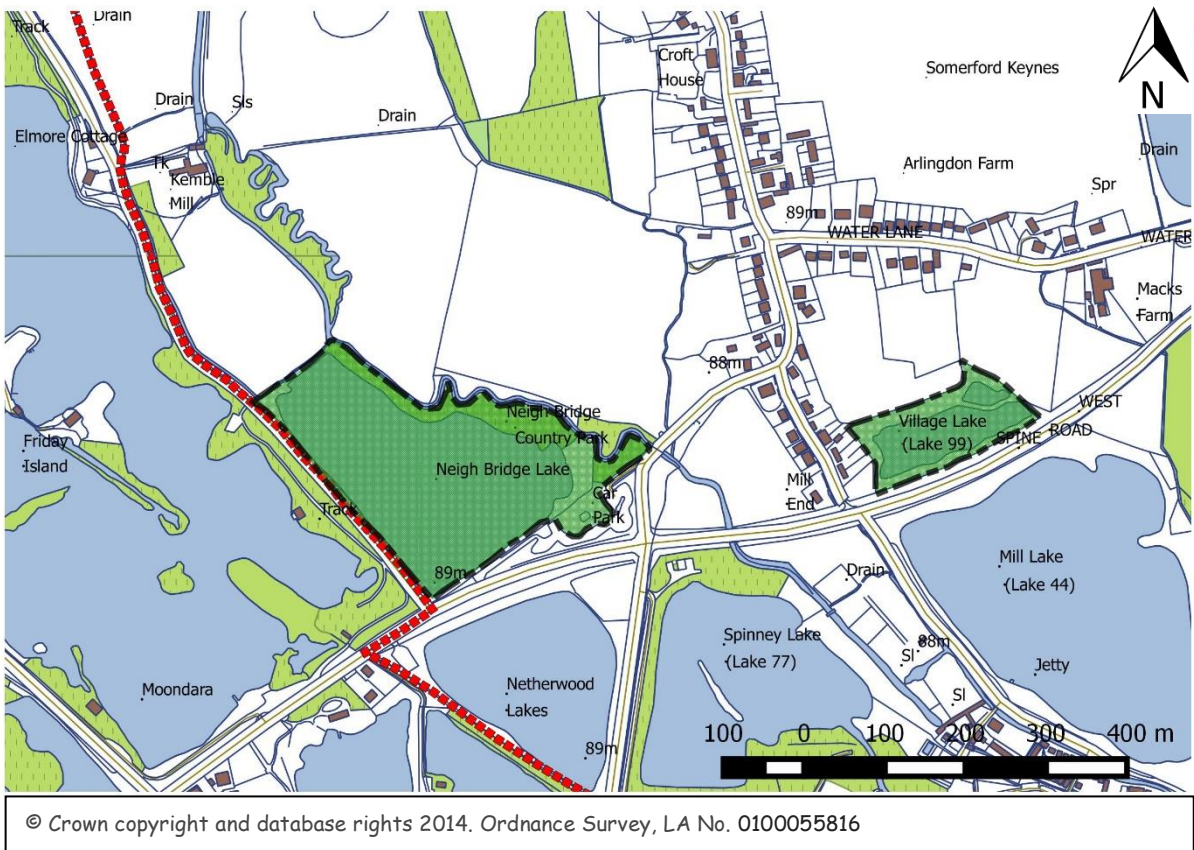 Drain
Track
N
Croft
House
Somerford Keynes
Drain
Sls
Drain
Elmore Cottage
Drain
Arlingdon Farm
Tk
Kemble
Mill
Spr
89m
WATER LANE
WATER
Macks
Farm
88m
WEST
Neigh Bridge
Country Park
Village Lake
(Lake 99)
SPINE ROAD
Friday
Island
Neigh Bridge Lake
Mill
End
Car
Park
Track
Mill Lake
(Lake 44)
89m
Drain
Spinney Lake
(Lake 77)
88m
Sl
Jetty
Moondara
Netherwood
Lakes
Sl
89m
100 0 100 200 300 400 m
© Crown copyright and database rights 2014. Ordnance Survey, LA No. 0100055816